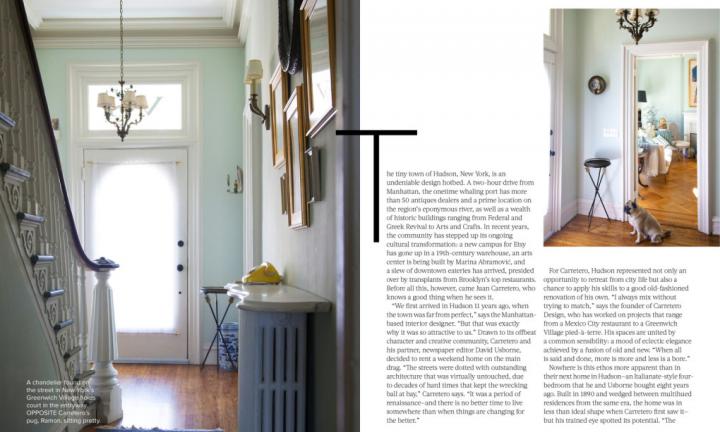 A chandelier found on
the street in New York's
Greenwich Village holds
court in the entryway.
OPPOSITE Carretero's
pug, Ramon, sitting pretty.
The tiny town of Hudson, New York, is an
undeniable design hotbed. A two-hour drive from
Manhattan, the onetime whaling port has more
than 50 antiques dealers and a prime location on
the region's eponymous river, as well as a wealth
of historic buildings ranging from Federal and
Greek Revival to Arts and Crafts. In recent years,
the community has stepped up its ongoing
cultural transformation: a new campus for Etsy
has gone up in a 19th-century warehouse, an arts
center is being built by Marina Abramović, and
a slew of downtown eateries has arrived, presided
over by transplants from Brooklyn's top restaurants.
Before all this, however, came Juan Carretero, who
knows a good thing when he sees it.
"We first arrived in Hudson 11 years ago, when
the town was far from perfect," says the Manhattan-
based interior designer. "But that was exactly
why it was so attractive to us." Drawn to its offbeat
character and creative community, Carretero and
his partner, newspaper editor David Usborne,
decided to rent a weekend home on the main
drag. "The streets were dotted with outstanding
architecture that was virtually untouched, due
to decades of hard times that kept the wrecking
ball at bay," Carretero says. "It was a period of
renaissance—and there is no better time to live
somewhere than when things are changing for
the better."
For Carretero, Hudson represented not only an
opportunity to retreat from city life but also a
chance to apply his skills to a good old-fashioned
renovation of his own. "I always mix without
trying to match," says the founder of Carretero
Design, who has worked on projects that range
from a Mexico City restaurant to a Greenwich
Village pied-à-terre. His spaces are united by
a common sensibility: a mood of eclectic elegance
achieved by a fusion of old and new. "When all
is said and done, more is more and less is a bore."
Nowhere is this ethos more apparent than in
their next home in Hudson—an Italianate-style four-
bedroom that he and Usborne bought eight years
ago. Built in 1890 and wedged between multihued
residences from the same era, the home was in
less than ideal shape when Carretero first saw it—
but his trained eye spotted its potential. "The